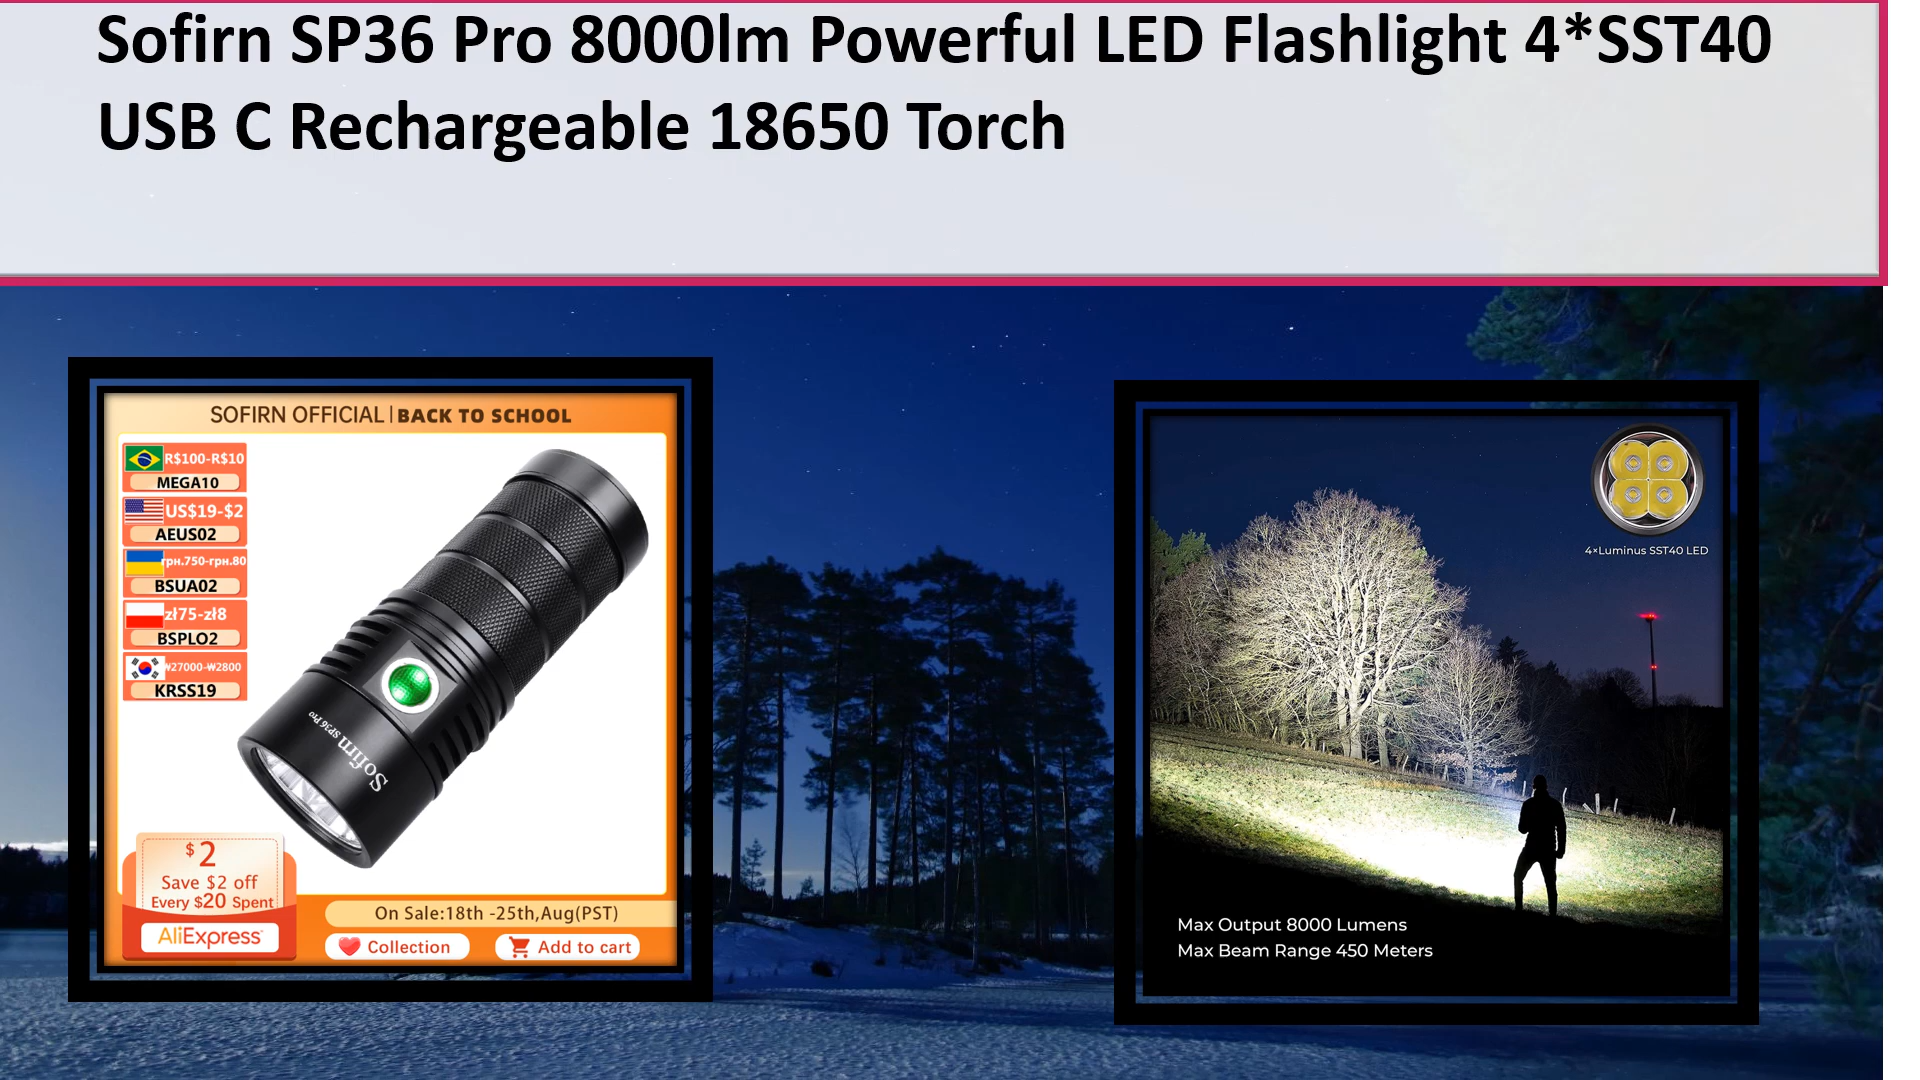 Sofirn SP36 Pro 8000lm Powerful LED Flashlight 4*SST40
USB C Rechargeable 18650 Torch
SOFIRN OFFICIAL | BACK TO SCHOOL
R$100-R$10
MEGA10
US$19-$2
AEUS02
грн.750-грн.80
BSUA02
zł75-zł8
BSPLO2
₩27000-₩2800
KRSS19
Sofirn SP36 Pro
$2
Save $2 off
Every $20 Spent
AliExpress
On Sale:18th -25th,Aug(PST)
Collection
Add to cart
4×Luminus SST40 LED
Max Output 8000 Lumens
Max Beam Range 450 Meters